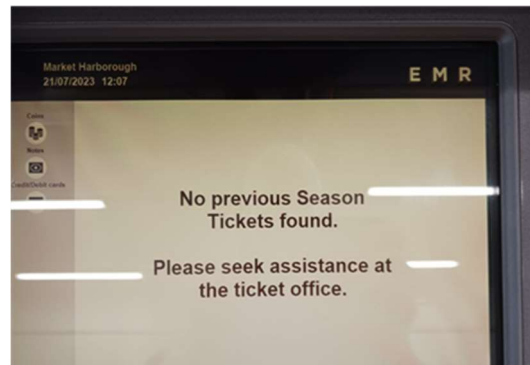 Market Harborough
21/07/2023 12:07
E M R
Coins
Notes
Credit/Debit cards
No previous Season
Tickets found.
Please seek assistance at
the ticket office.